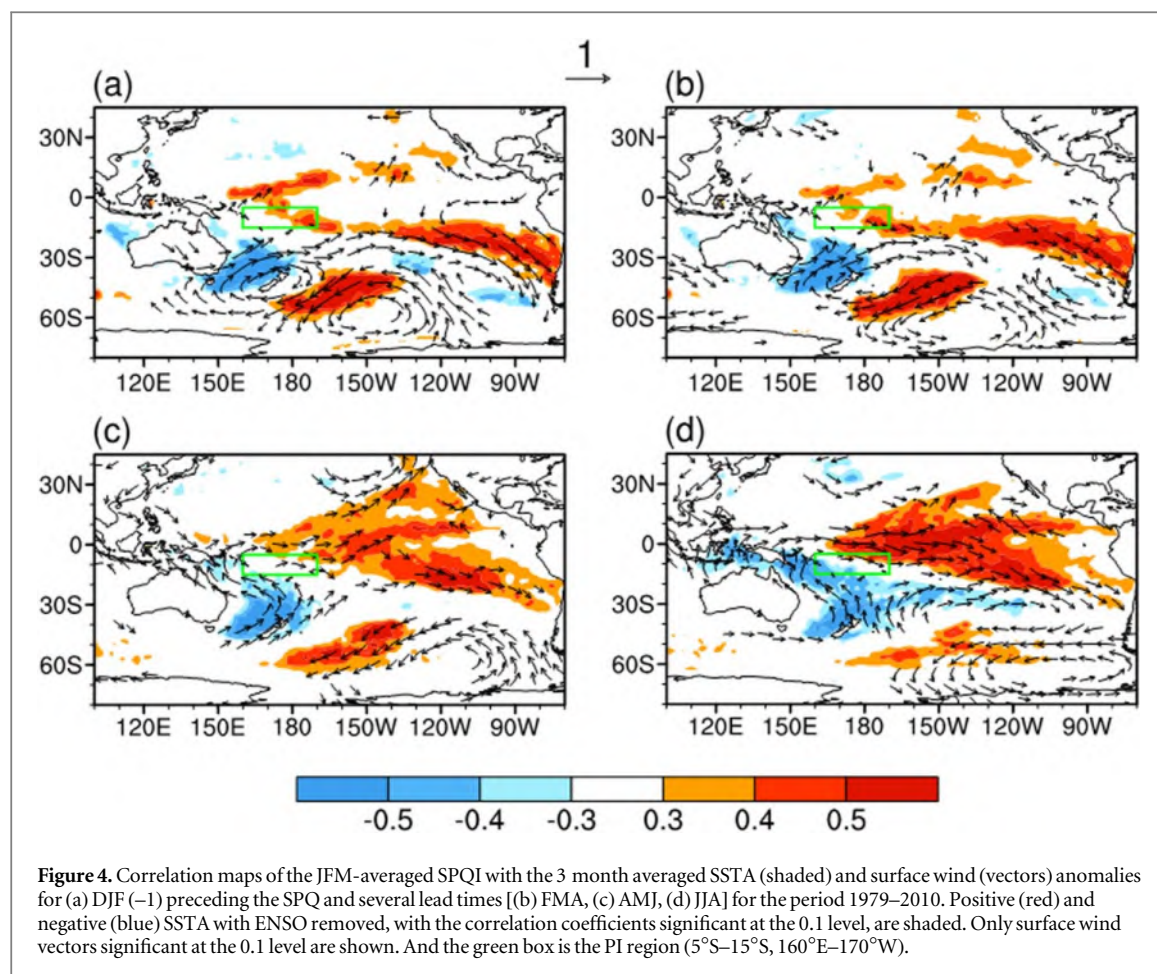 1
(a) (b)
30N 0 30S 60S
30N 0 30S 60S
120E 150E 180 150W 120W 90W
120E 150E 180 150W 120W 90W
(c) (d)
30N 0 30S 60S
30N 0 30S 60S
120E 150E 180 150W 120W 90W
120E 150E 180 150W 120W 90W
-0.5 -0.4 -0.3 0.3 0.4 0.5
Figure 4. Correlation maps of the JFM-averaged SPQI with the 3 month averaged SSTA (shaded) and surface wind (vectors) anomalies
for (a) DJF (−1) preceding the SPQ and several lead times [(b) FMA, (c) AMJ, (d) JJA] for the period 1979–2010. Positive (red) and
negative (blue) SSTA with ENSO removed, with the correlation coefficients significant at the 0.1 level, are shaded. Only surface wind
vectors significant at the 0.1 level are shown. And the green box is the PI region (5°S–15°S, 160°E–170°W).